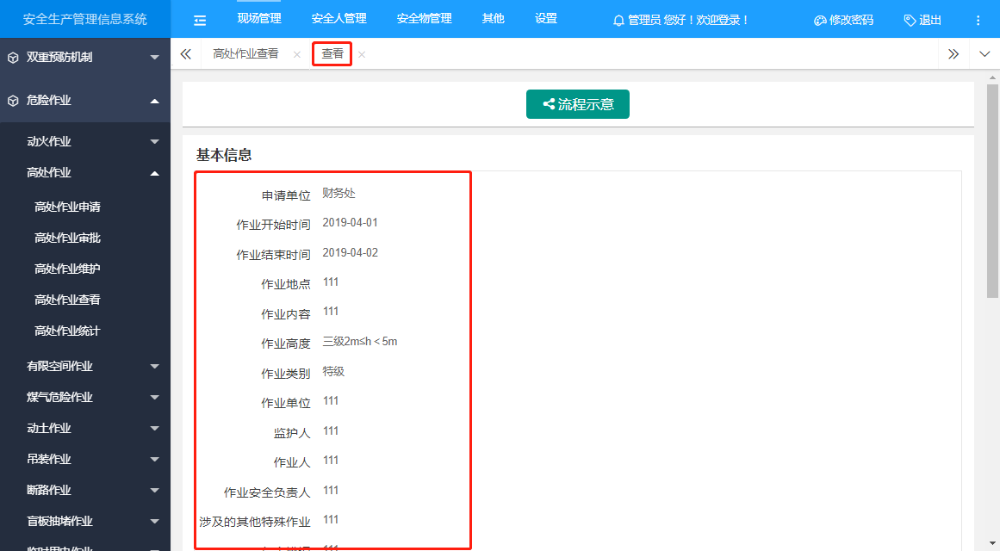 安全生产管理信息系统
现场管理 安全人管理 安全物管理 其他 设置 管理员 您好！欢迎登录！ 修改密码 退出
双重预防机制
危险作业
动火作业
高处作业
高处作业申请
高处作业审批
高处作业维护
高处作业查看
高处作业统计
有限空间作业
煤气危险作业
动土作业
吊装作业
断路作业
盲板抽堵作业
高处作业查看 查看
流程示意
基本信息
申请单位 财务处
作业开始时间 2019-04-01
作业结束时间 2019-04-02
作业地点 111
作业内容 111
作业高度 三级2m≤h＜5m
作业类别 特级
作业单位 111
监护人 111
作业人 111
作业安全负责人 111
涉及的其他特殊作业 111